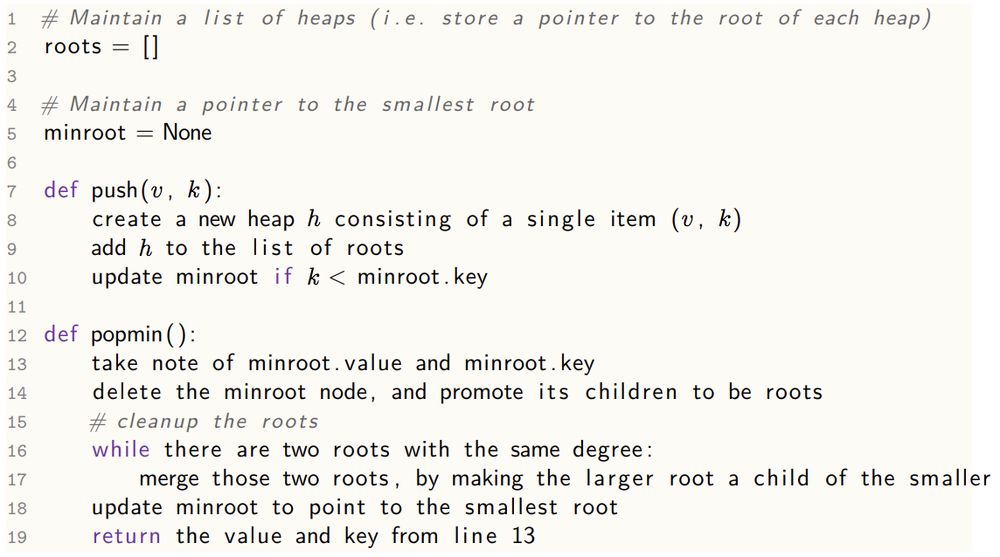 1 # Maintain a list of heaps (i.e. store a pointer to the root of each heap)
2 roots = []
3
4 # Maintain a pointer to the smallest root
5 minroot = None
6
7 def push(v, k):
8 create a new heap h consisting of a single item (v, k)
9 add h to the list of roots
10 update minroot if k < minroot.key
11
12 def popmin():
13 take note of minroot.value and minroot.key
14 delete the minroot node, and promote its children to be roots
15 # cleanup the roots
16 while there are two roots with the same degree:
17 merge those two roots, by making the larger root a child of the smaller
18 update minroot to point to the smallest root
19 return the value and key from line 13